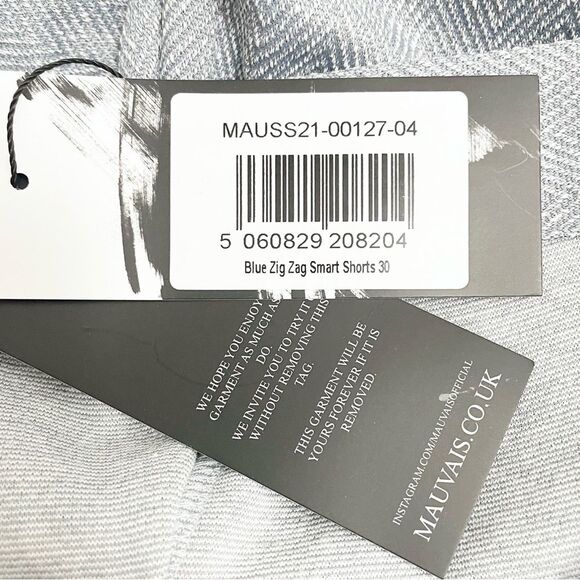 MAUSS21-00127-04
5 060829 208204
Blue Zig Zag Smart Shorts 30
WE HOPE YOU ENJOY
GARMENT AS MUCH AS
DO.
WE INVITE YOU TO TRY IT
WITHOUT REMOVING THIS
TAG.
THIS GARMENT WILL BE
YOURS FOREVER IF IT IS
REMOVED.
INSTAGRAM.COM/MAUVAISOFFICIAL
MAUVAIS.CO.UK